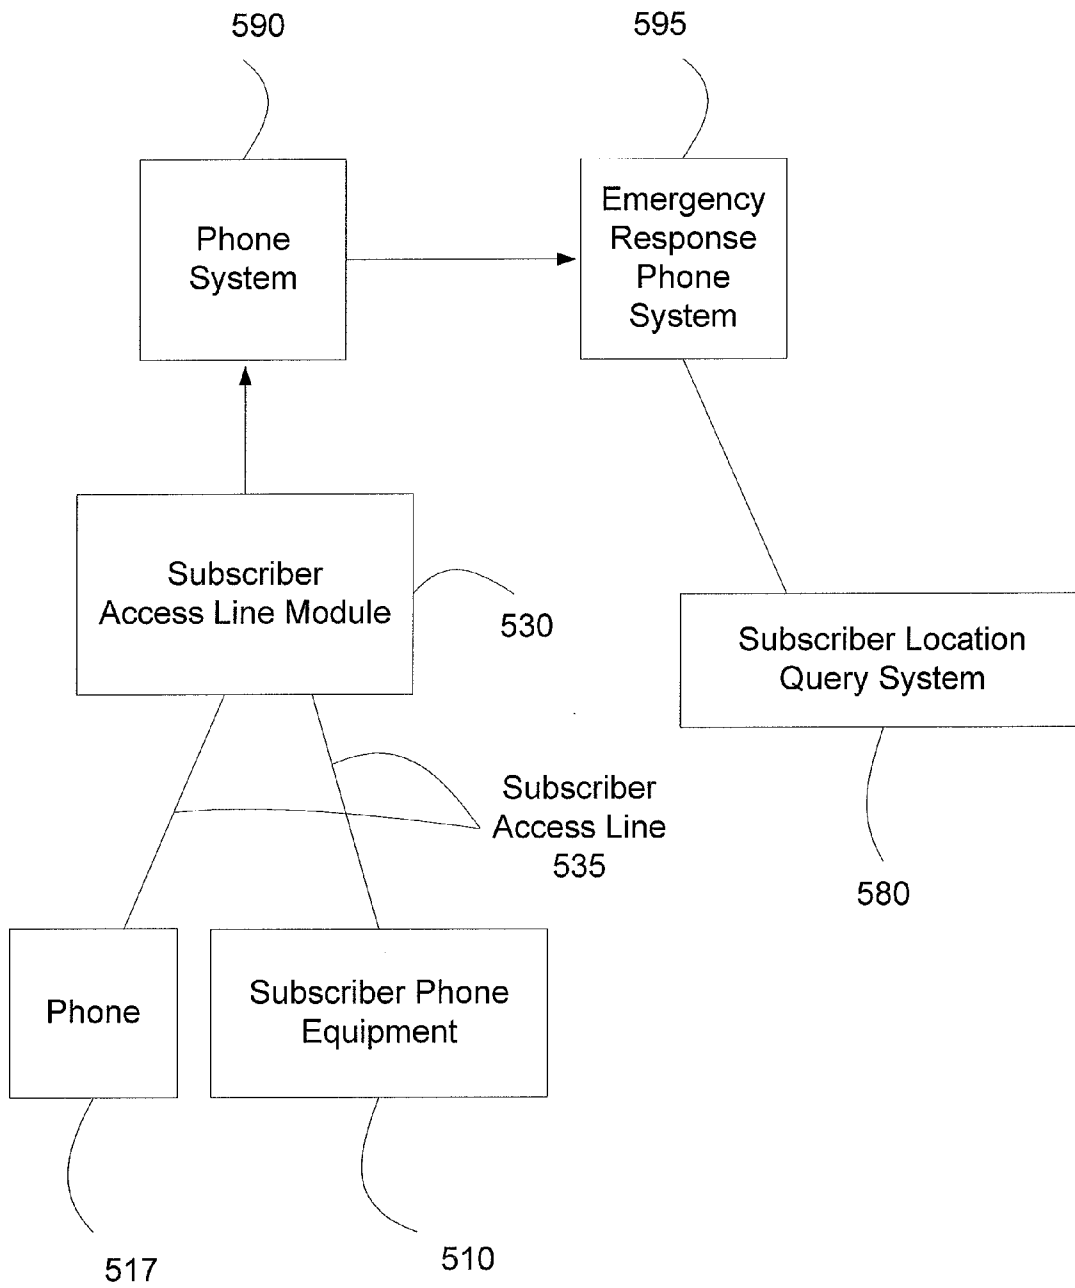 590
595
Phone
System
Emergency
Response
Phone
System
Subscriber
Access Line Module
530
Subscriber Location
Query System
Subscriber
Access Line
535
580
Phone
Subscriber Phone
Equipment
517
510